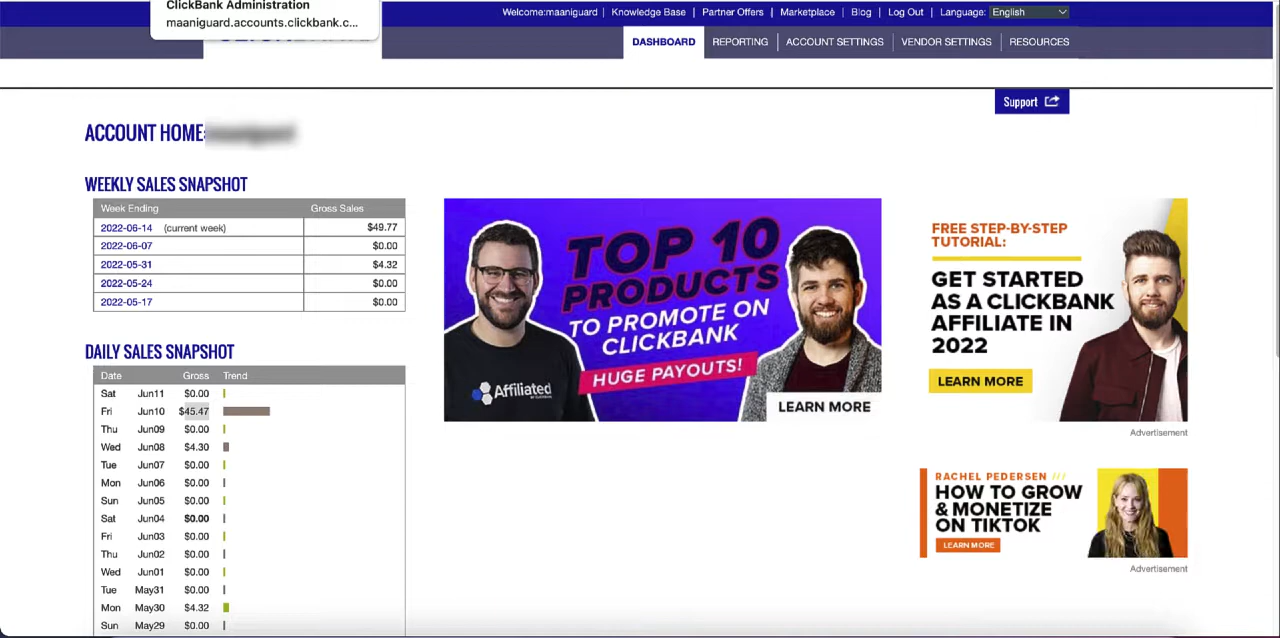 ClickBank Administration
maaniguard.accounts.clickbank.c...
Welcome:maaniguard | Knowledge Base | Partner Offers | Marketplace | Blog | Log Out | Language: English
DASHBOARD REPORTING ACCOUNT SETTINGS VENDOR SETTINGS RESOURCES
Support
ACCOUNT HOME:
WEEKLY SALES SNAPSHOT
Week Ending Gross Sales
2022-06-14 (current week) $49.77
2022-06-07 $0.00
2022-05-31 $4.32
2022-05-24 $0.00
2022-05-17 $0.00
DAILY SALES SNAPSHOT
Date Gross Trend
Sat Jun11 $0.00
Fri Jun10 $45.47
Thu Jun09 $0.00
Wed Jun08 $4.30
Tue Jun07 $0.00
Mon Jun06 $0.00
Sun Jun05 $0.00
Sat Jun04 $0.00
Fri Jun03 $0.00
Thu Jun02 $0.00
Wed Jun01 $0.00
Tue May31 $0.00
Mon May30 $4.32
Sun May29 $0.00
TOP 10
PRODUCTS
TO PROMOTE ON
CLICKBANK
HUGE PAYOUTS!
Affiliated
LEARN MORE
FREE STEP-BY-STEP
TUTORIAL:
GET STARTED
AS A CLICKBANK
AFFILIATE IN
2022
LEARN MORE
Advertisement
RACHEL PEDERSEN ///
HOW TO GROW
& MONETIZE
ON TIKTOK
LEARN MORE
Advertisement